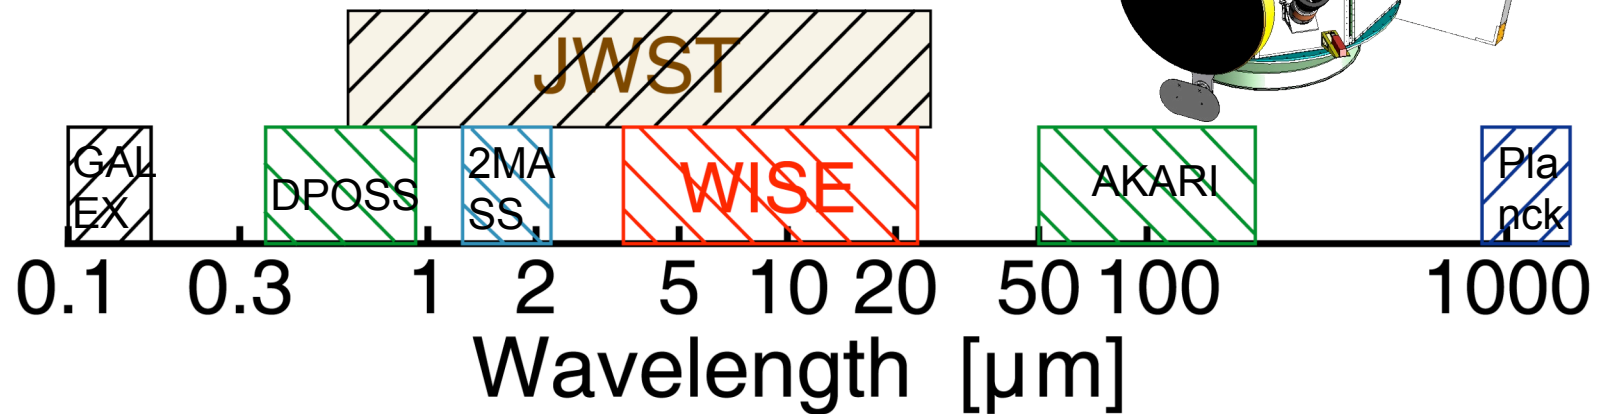 JWST
GAL
EX
DPOSS
2MA
SS
WISE
AKARI
Pla
nck
0.1 0.3 1 2 5 10 20 50 100 1000
Wavelength [μm]